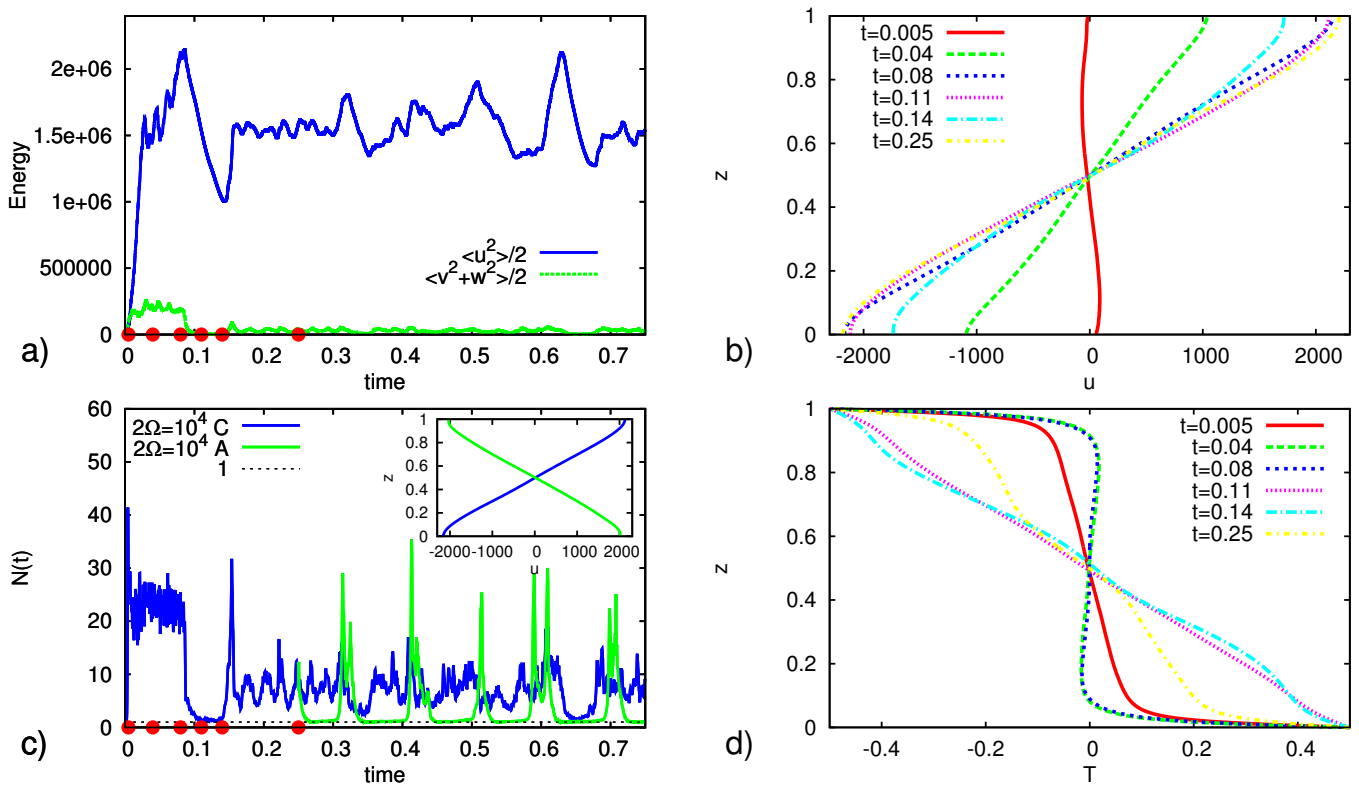 2e+06
1.5e+06
1e+06
500000
0
Energy
<u²>/2
<v²+w²>/2
0 0.1 0.2 0.3 0.4 0.5 0.6 0.7
time
a)
1
0.8
0.6
0.4
0.2
0
z
t=0.005
t=0.04
t=0.08
t=0.11
t=0.14
t=0.25
-2000 -1000 0 1000 2000
u
b)
60
50
40
30
20
10
0
N(t)
2Ω=10⁴ C
2Ω=10⁴ A
1
1
0.8
0.6
0.4
0.2
0
z
-2000 -1000 0 1000 2000
u
0 0.1 0.2 0.3 0.4 0.5 0.6 0.7
time
c)
1
0.8
0.6
0.4
0.2
0
z
t=0.005
t=0.04
t=0.08
t=0.11
t=0.14
t=0.25
-0.4 -0.2 0 0.2 0.4
T
d)